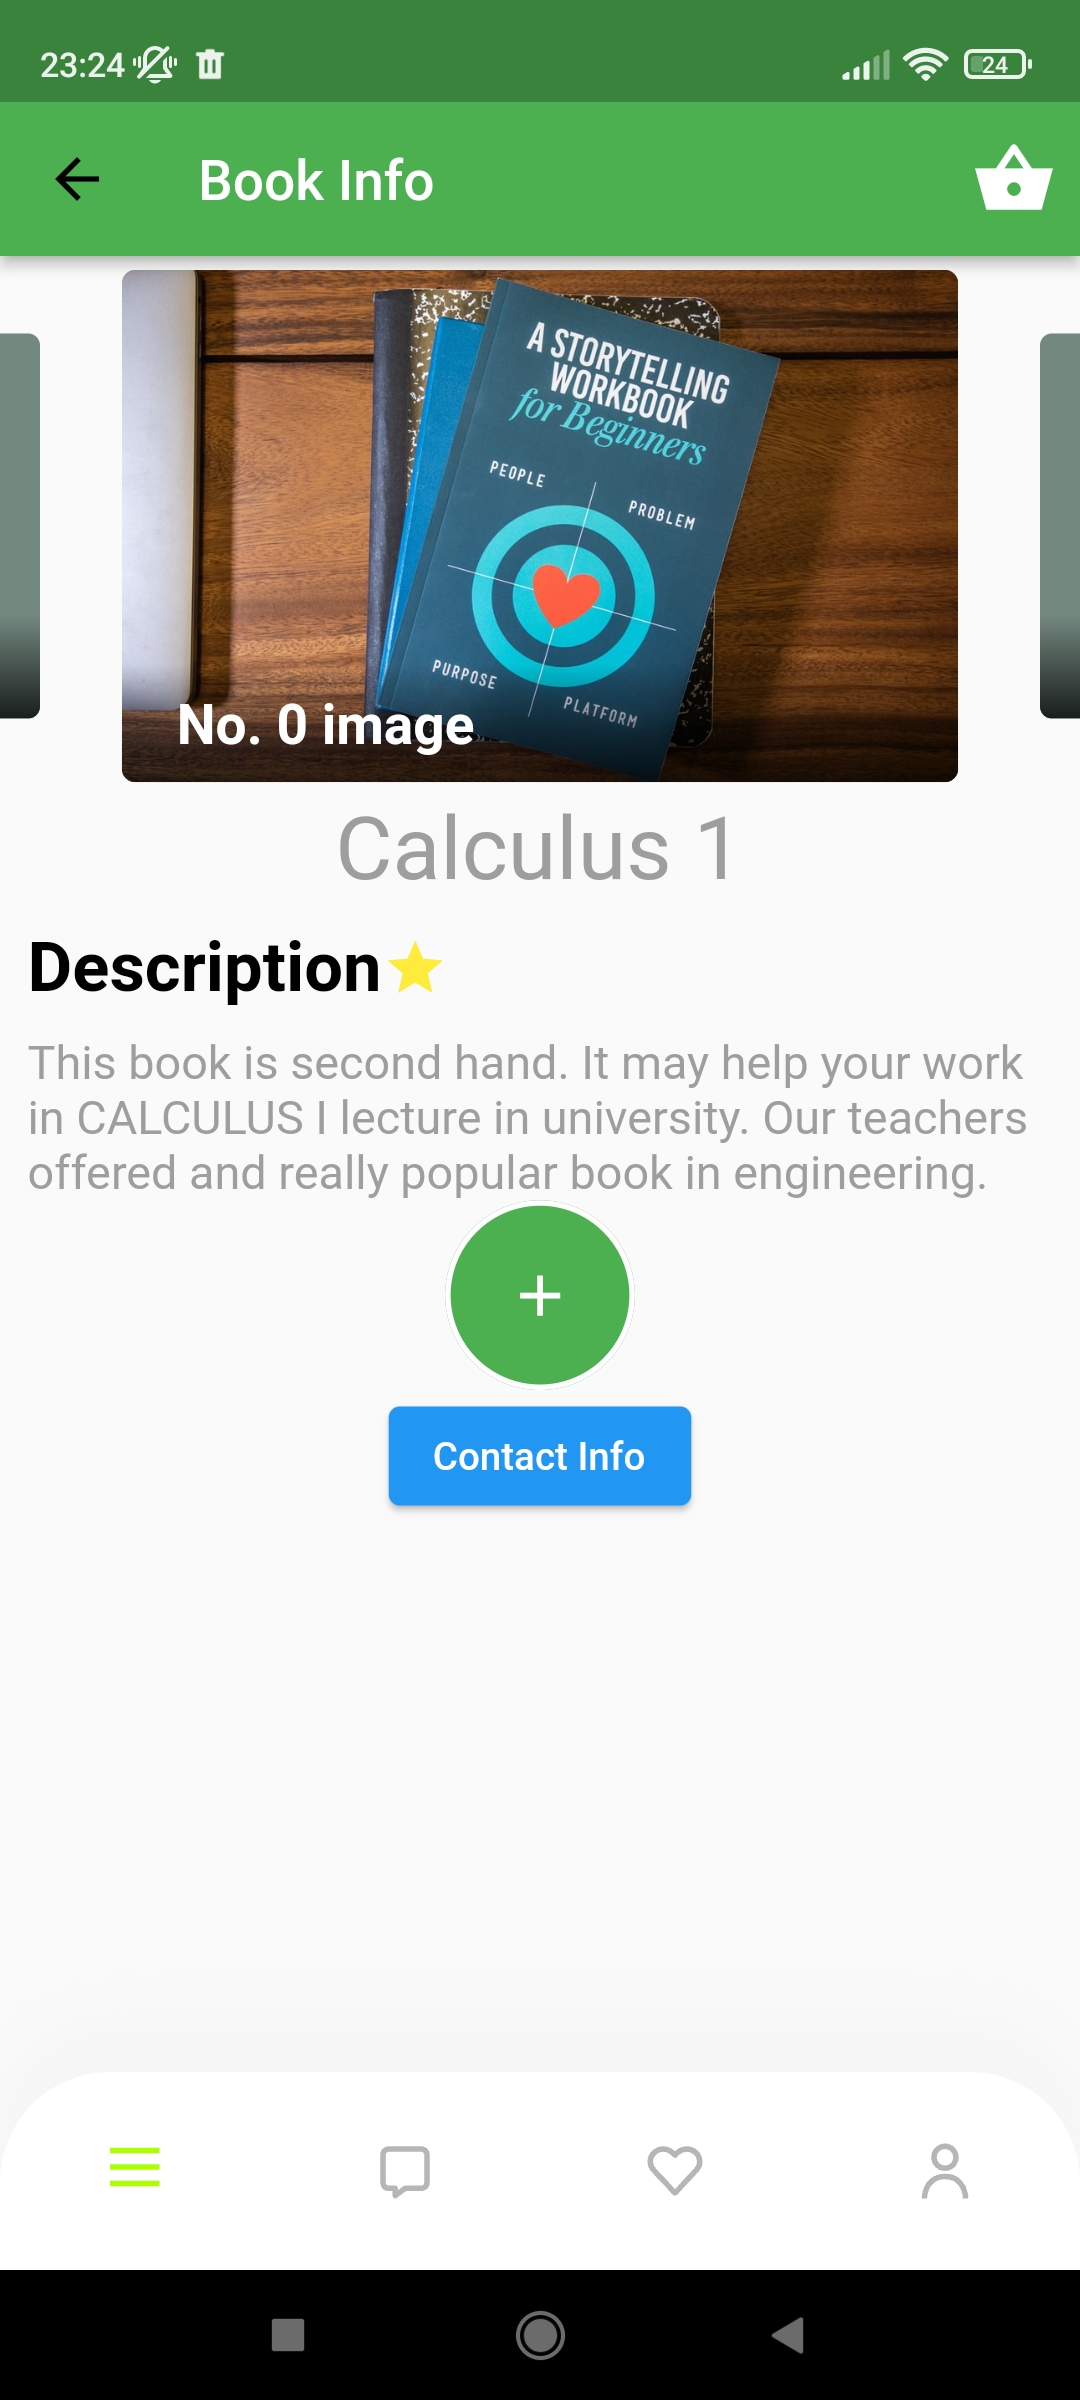 23:24
24
Book Info
A STORYTELLING
WORKBOOK
for Beginners
PEOPLE
PROBLEM
PURPOSE
PLATFORM
No. 0 image
Calculus 1
Description
This book is second hand. It may help your work
in CALCULUS I lecture in university. Our teachers
offered and really popular book in engineering.
Contact Info